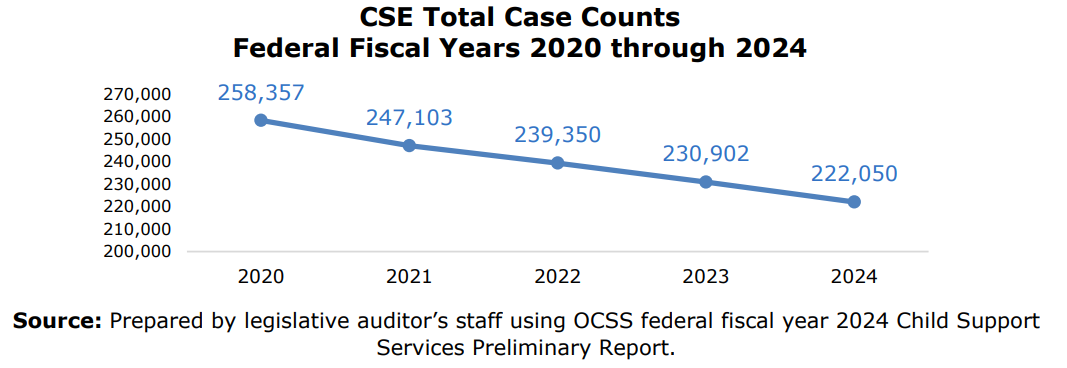 CSE Total Case Counts
Federal Fiscal Years 2020 through 2024
270,000
260,000
250,000
240,000
230,000
220,000
210,000
200,000
258,357
247,103
239,350
230,902
222,050
2020 2021 2022 2023 2024
Source: Prepared by legislative auditor’s staff using OCSS federal fiscal year 2024 Child Support
Services Preliminary Report.